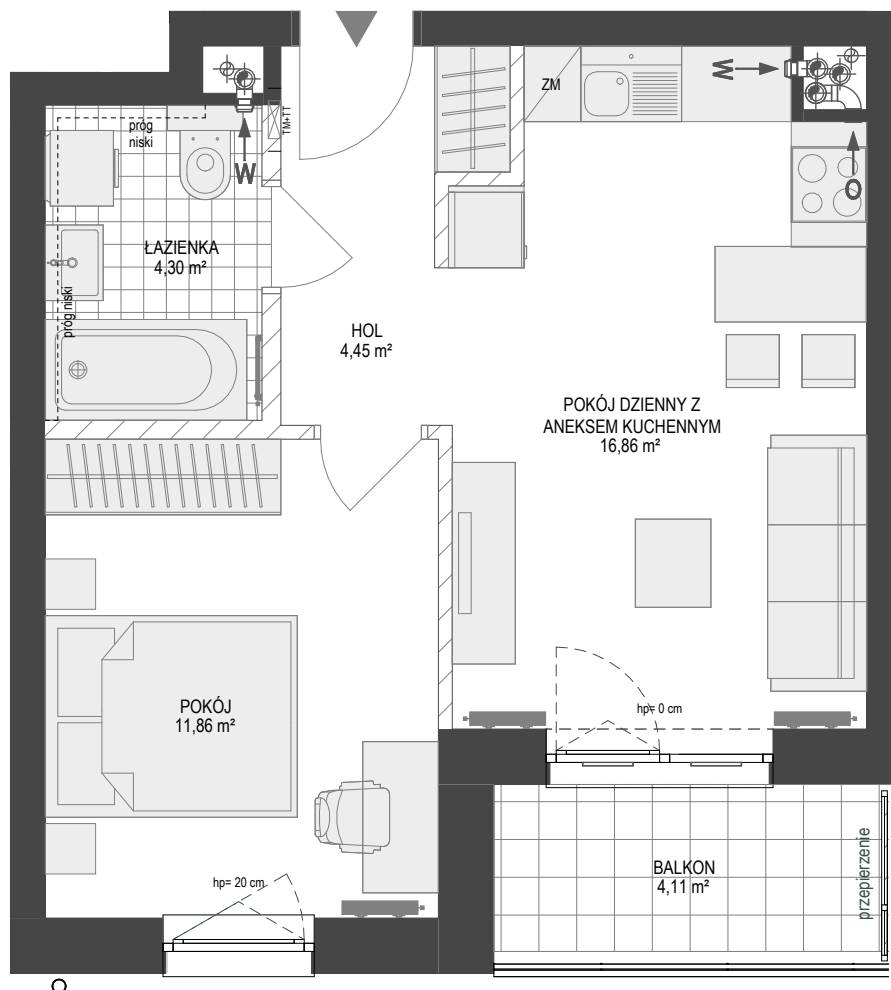 ZM
W
TM+TT
próg
niski
W
O
ŁAZIENKA
4,30 m²
próg niski
HOL
4,45 m²
POKÓJ DZIENNY Z
ANEKSEM KUCHENNYM
16,86 m²
POKÓJ
11,86 m²
hp= 0 cm
hp= 20 cm
BALKON
4,11 m²
przepierzenie